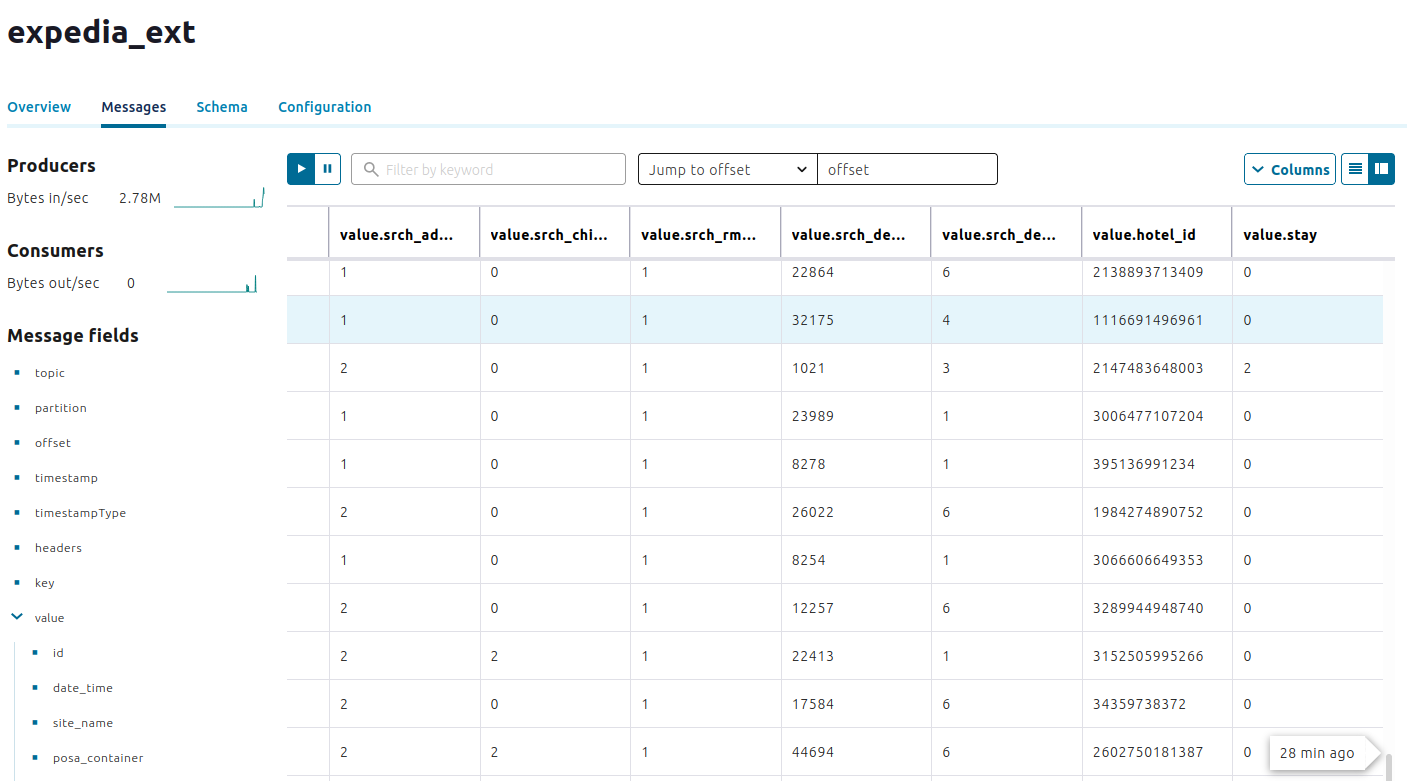 expedia_ext
Overview Messages Schema Configuration
Producers
Bytes in/sec 2.78M
Consumers
Bytes out/sec 0
Message fields
topic
partition
offset
timestamp
timestampType
headers
key
value
id
date_time
site_name
posa_container
Filter by keyword Jump to offset offset Columns
value.srch_ad... value.srch_chi... value.srch_rm... value.srch_de... value.srch_de... value.hotel_id value.stay
1 0 1 22864 6 2138893713409 0
1 0 1 32175 4 1116691496961 0
2 0 1 1021 3 2147483648003 2
1 0 1 23989 1 3006477107204 0
1 0 1 8278 1 395136991234 0
2 0 1 26022 6 1984274890752 0
1 0 1 8254 1 3066606649353 0
2 0 1 12257 6 3289944948740 0
2 2 1 22413 1 3152505995266 0
2 0 1 17584 6 34359738372 0
2 2 1 44694 6 2602750181387 0
28 min ago